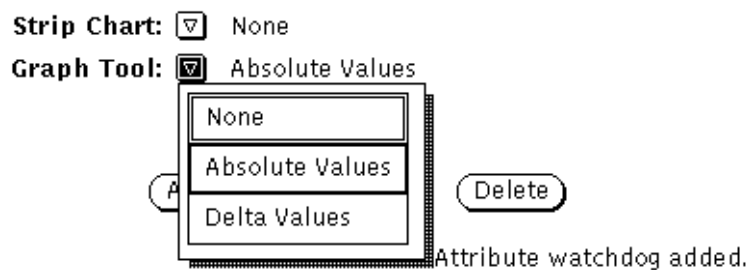 Strip Chart: None
Graph Tool: Absolute Values
None
Absolute Values
Delta Values
Delete
Attribute watchdog added.